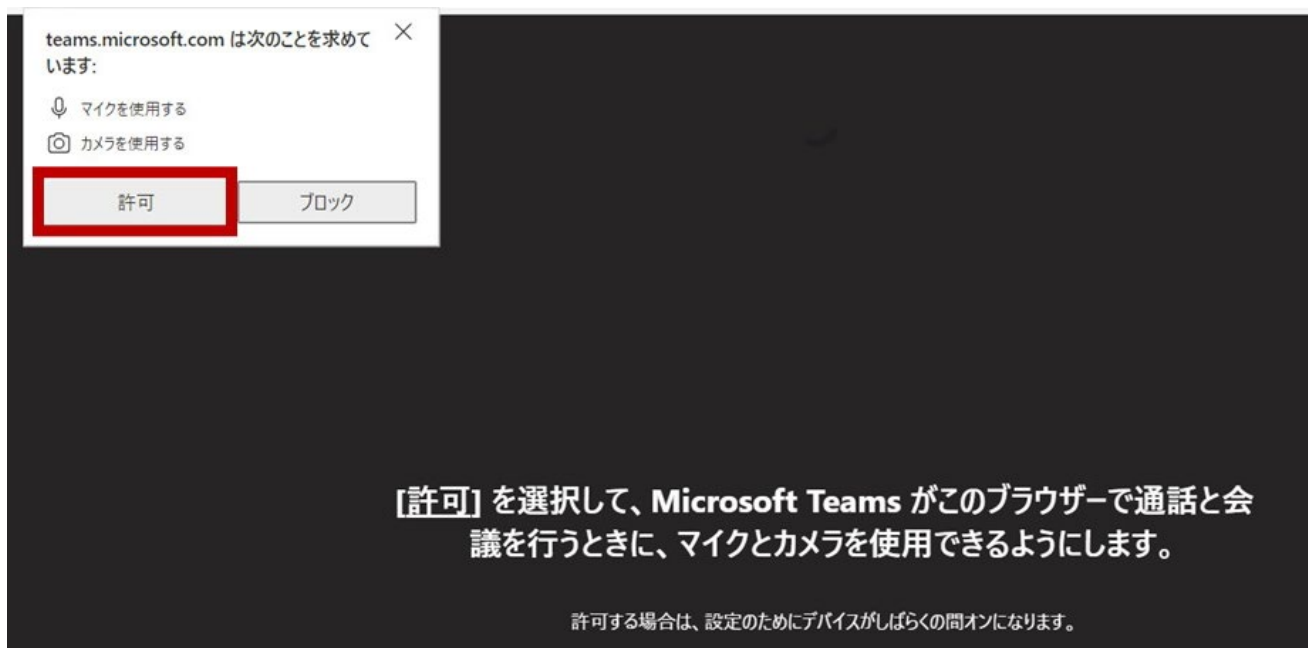 teams.microsoft.com は次のことを求めて
います:
マイクを使用する
カメラを使用する
許可
ブロック
[許可] を選択して、Microsoft Teams がこのブラウザーで通話と会
議を行うときに、マイクとカメラを使用できるようにします。
許可する場合は、設定のためにデバイスがしばらくの間オンになります。